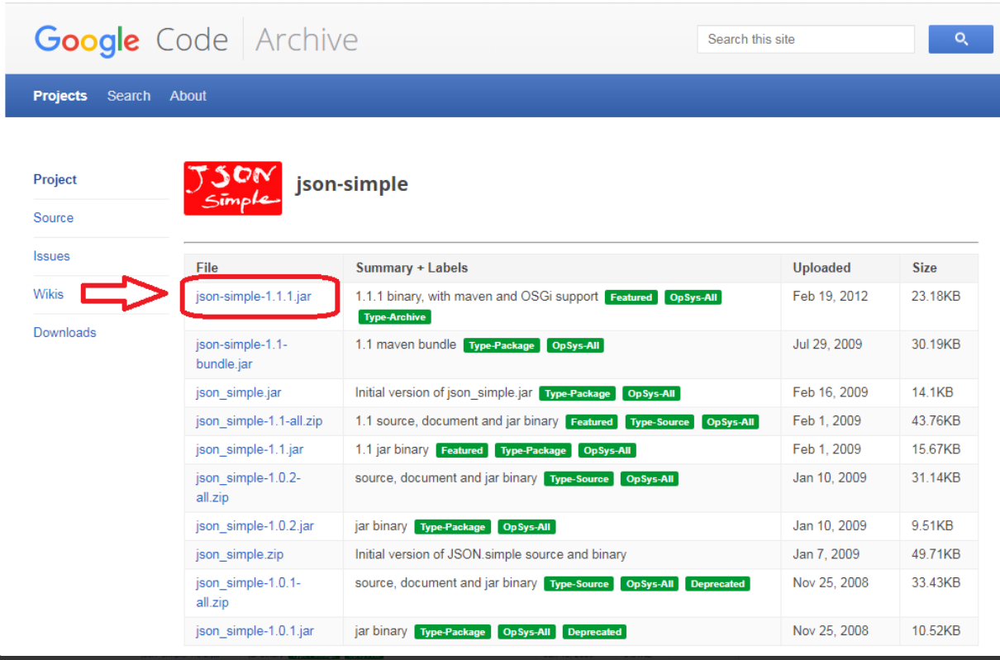 Google Code Archive
Search this site
Projects Search About
Project
Source
Issues
Wikis
Downloads
JSON
Simple
json-simple
File Summary + Labels Uploaded Size
json-simple-1.1.1.jar 1.1.1 binary, with maven and OSGi support Featured OpSys-All Feb 19, 2012 23.18KB
Type-Archive
json-simple-1.1- 1.1 maven bundle Type-Package OpSys-All Jul 29, 2009 30.19KB
bundle.jar
json_simple.jar Initial version of json_simple.jar Type-Package OpSys-All Feb 16, 2009 14.1KB
json_simple-1.1-all.zip 1.1 source, document and jar binary Featured Type-Source OpSys-All Feb 1, 2009 43.76KB
json_simple-1.1.jar 1.1 jar binary Featured Type-Package OpSys-All Feb 1, 2009 15.67KB
json_simple-1.0.2- source, document and jar binary Type-Source OpSys-All Jan 10, 2009 31.14KB
all.zip
json_simple-1.0.2.jar jar binary Type-Package OpSys-All Jan 10, 2009 9.51KB
json_simple.zip Initial version of JSON.simple source and binary Jan 7, 2009 49.71KB
json_simple-1.0.1- source, document and jar binary Type-Source OpSys-All Deprecated Nov 25, 2008 33.43KB
all.zip
json_simple-1.0.1.jar jar binary Type-Package OpSys-All Deprecated Nov 25, 2008 10.52KB